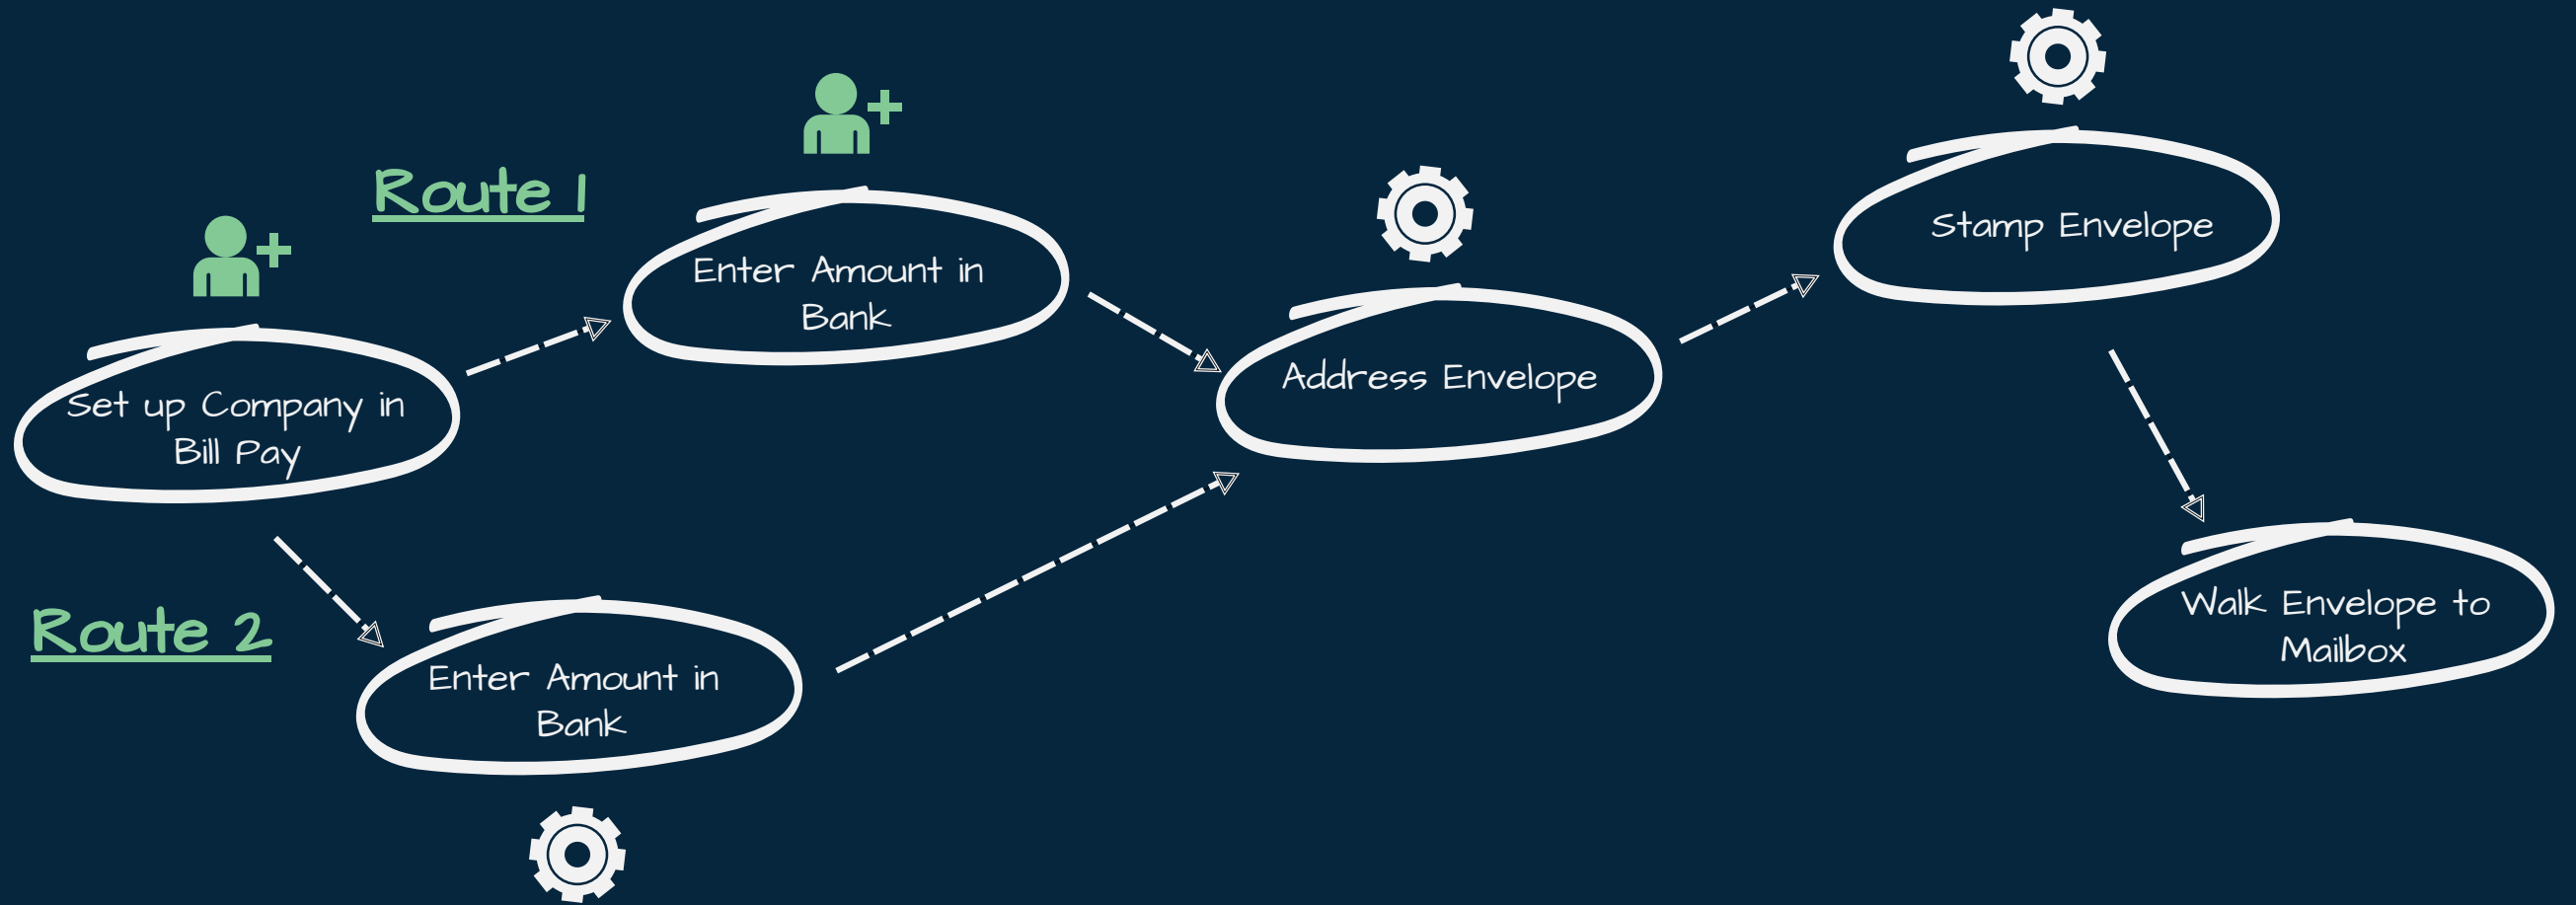 Route 1
Set up Company in
Bill Pay
Enter Amount in
Bank
Address Envelope
Stamp Envelope
Walk Envelope to
Mailbox
Route 2
Enter Amount in
Bank